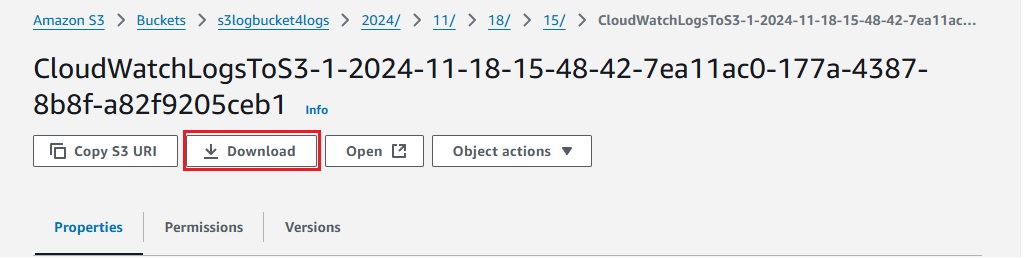 Amazon S3 > Buckets > s3logbucket4logs > 2024/ > 11/ > 18/ > 15/ > CloudWatchLogsToS3-1-2024-11-18-15-48-42-7ea11ac...
CloudWatchLogsToS3-1-2024-11-18-15-48-42-7ea11ac0-177a-4387-
8b8f-a82f9205ceb1 Info
Copy S3 URI Download Open Object actions
Properties Permissions Versions